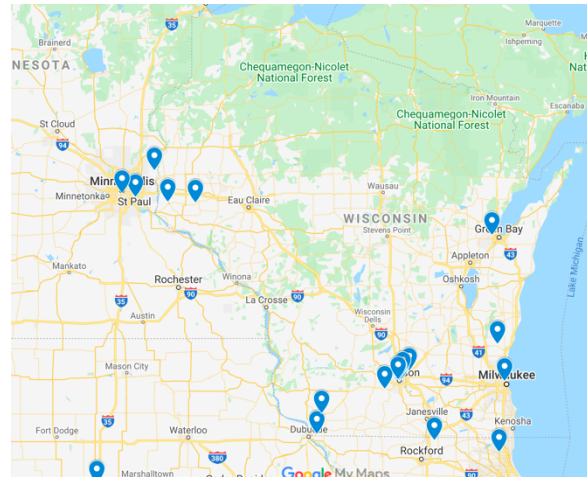 Brainerd
35
Marquette
Ishpeming
NESOTA
Chequamegon-Nicolet
National Forest
Iron Mountain
Escanaba
Chequamegon-Nicolet
National Forest
St Cloud
94
Minnetonka
St Paul
Eau Claire
Wausau
WISCONSIN
Stevens Point
Green Bay
Appleton
43
Oshkosh
Lake Michigan
Mankato
Rochester
90
Winona
La Crosse
90
35
Austin
Wisconsin
Dells
90
41
Mason City
94
Milwaukee
Janesville
43
Kenosha
35
Fort Dodge
Waterloo
Dubuque
Rockford
380
Marshalltown
90
Google My Maps